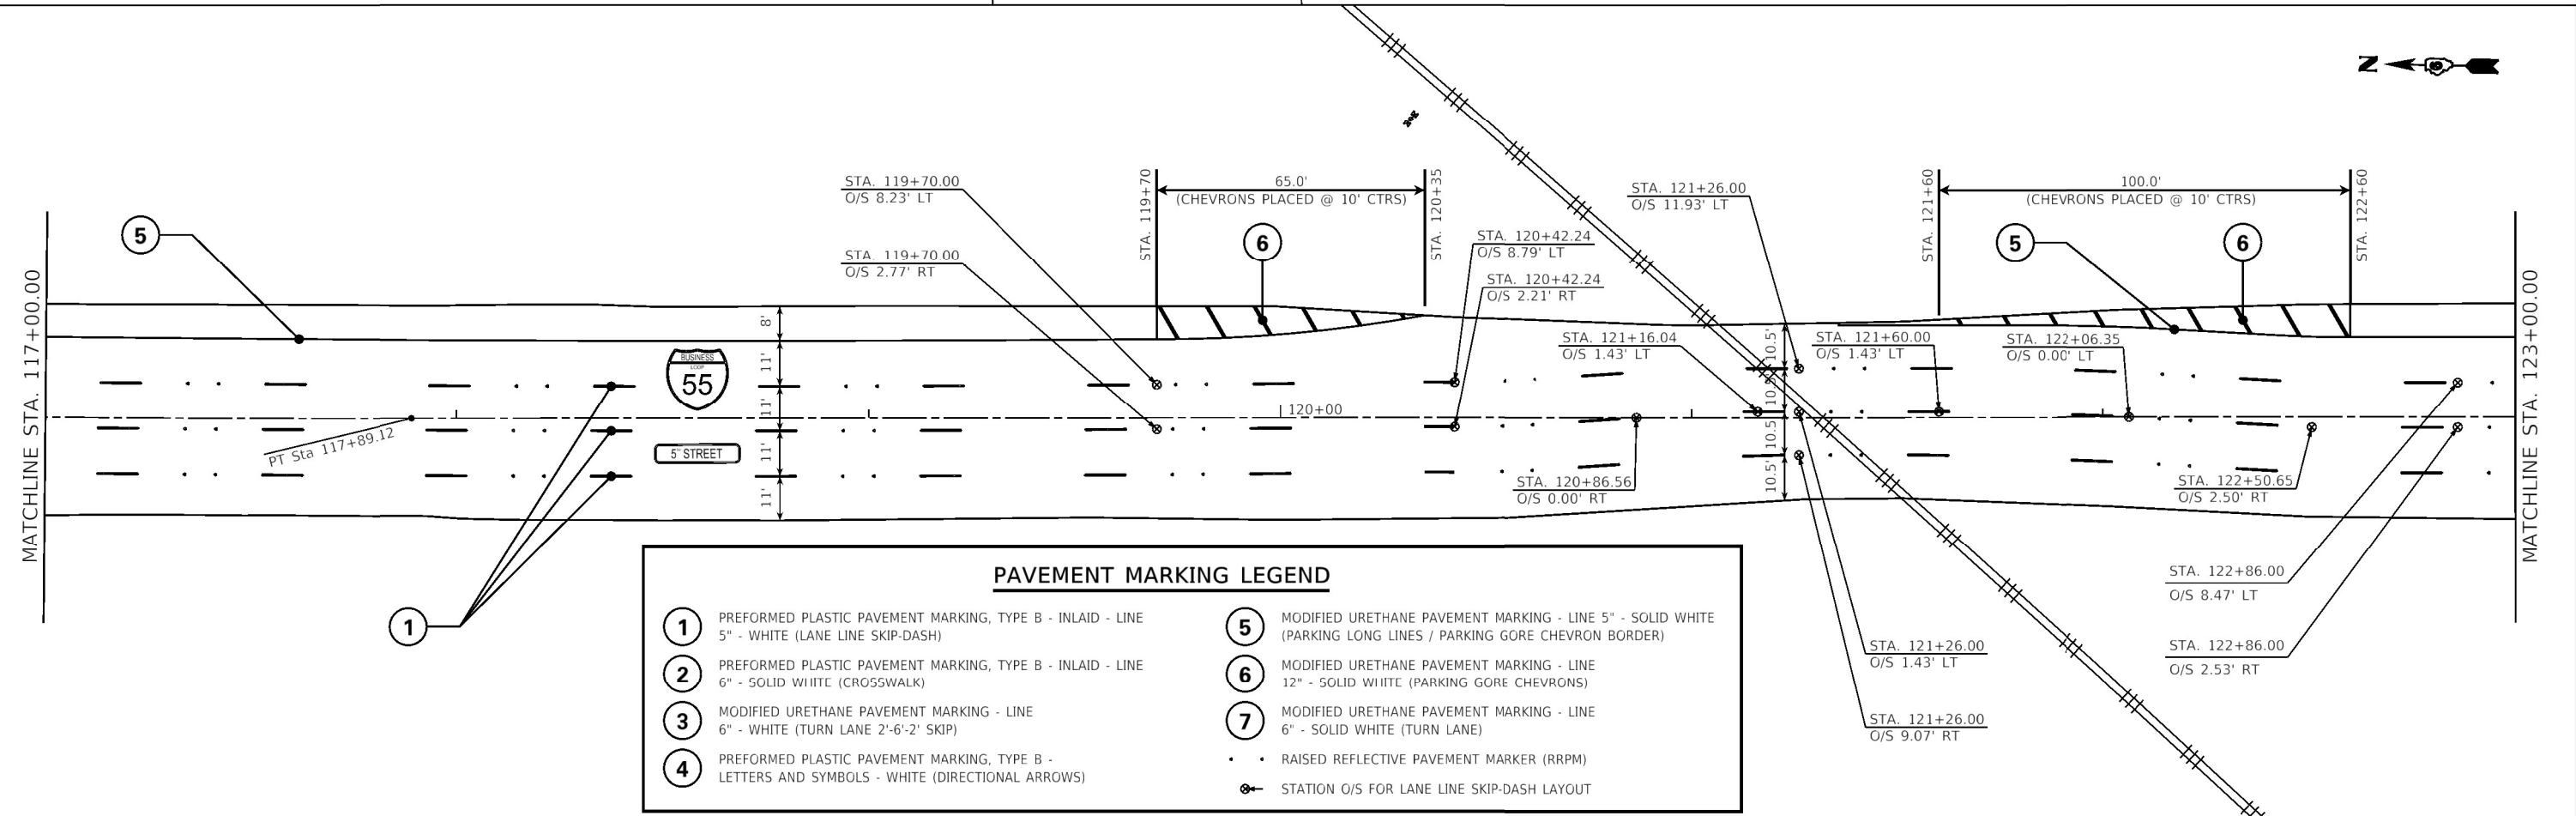 N
STA. 119+70.00
O/S 8.23' LT
STA. 119+70.00
O/S 2.77' RT
STA. 119+70
65.0'
(CHEVRONS PLACED @ 10' CTRS)
STA. 120+35
6
STA. 120+42.24
O/S 8.79' LT
STA. 120+42.24
O/S 2.21' RT
STA. 121+26.00
O/S 11.93' LT
STA. 121+60
100.0'
(CHEVRONS PLACED @ 10' CTRS)
STA. 122+60
5
6
5
MATCHLINE STA. 117+00.00
8'
11'
11'
11'
11'
BUSINESS
LOOP
55
5TH STREET
PT Sta 117+89.12
120+00
STA. 121+16.04
O/S 1.43' LT
10.5'
10.5'
10.5'
10.5'
STA. 121+60.00
O/S 1.43' LT
STA. 122+06.35
O/S 0.00' LT
STA. 120+86.56
O/S 0.00' RT
STA. 122+50.65
O/S 2.50' RT
STA. 122+86.00
O/S 8.47' LT
STA. 122+86.00
O/S 2.53' RT
STA. 121+26.00
O/S 1.43' LT
STA. 121+26.00
O/S 9.07' RT
MATCHLINE STA. 123+00.00
1
PAVEMENT MARKING LEGEND
1
PREFORMED PLASTIC PAVEMENT MARKING, TYPE B - INLAID - LINE
5" - WHITE (LANE LINE SKIP-DASH)
2
PREFORMED PLASTIC PAVEMENT MARKING, TYPE B - INLAID - LINE
6" - SOLID WHITE (CROSSWALK)
3
MODIFIED URETHANE PAVEMENT MARKING - LINE
6" - WHITE (TURN LANE 2'-6'-2' SKIP)
4
PREFORMED PLASTIC PAVEMENT MARKING, TYPE B -
LETTERS AND SYMBOLS - WHITE (DIRECTIONAL ARROWS)
5
MODIFIED URETHANE PAVEMENT MARKING - LINE 5" - SOLID WHITE
(PARKING LONG LINES / PARKING GORE CHEVRON BORDER)
6
MODIFIED URETHANE PAVEMENT MARKING - LINE
12" - SOLID WHITE (PARKING GORE CHEVRONS)
7
MODIFIED URETHANE PAVEMENT MARKING - LINE
6" - SOLID WHITE (TURN LANE)
RAISED REFLECTIVE PAVEMENT MARKER (RRPM)
STATION O/S FOR LANE LINE SKIP-DASH LAYOUT